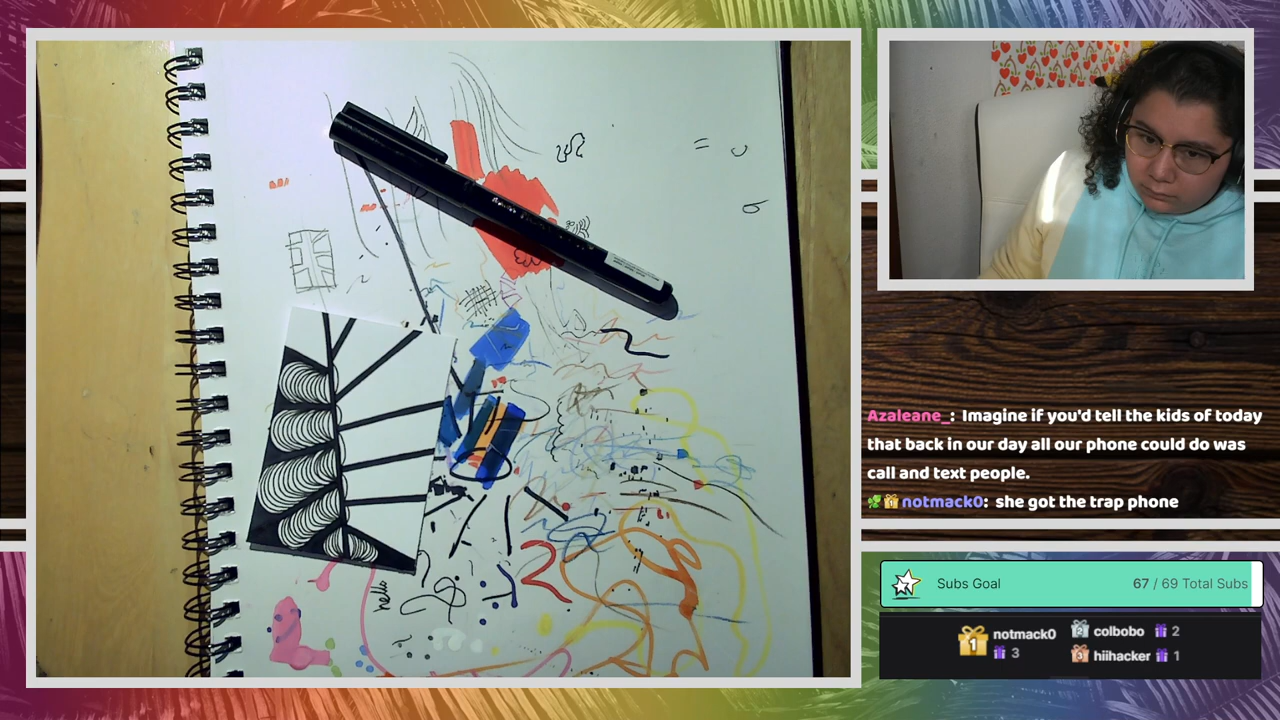 hello
Azaleane_: Imagine if you'd tell the kids of today
that back in our day all our phone could do was
call and text people.
notmack0: she got the trap phone
Subs Goal 67 / 69 Total Subs
1 notmack0 3
2 colbobo 2
3 hiihacker 1